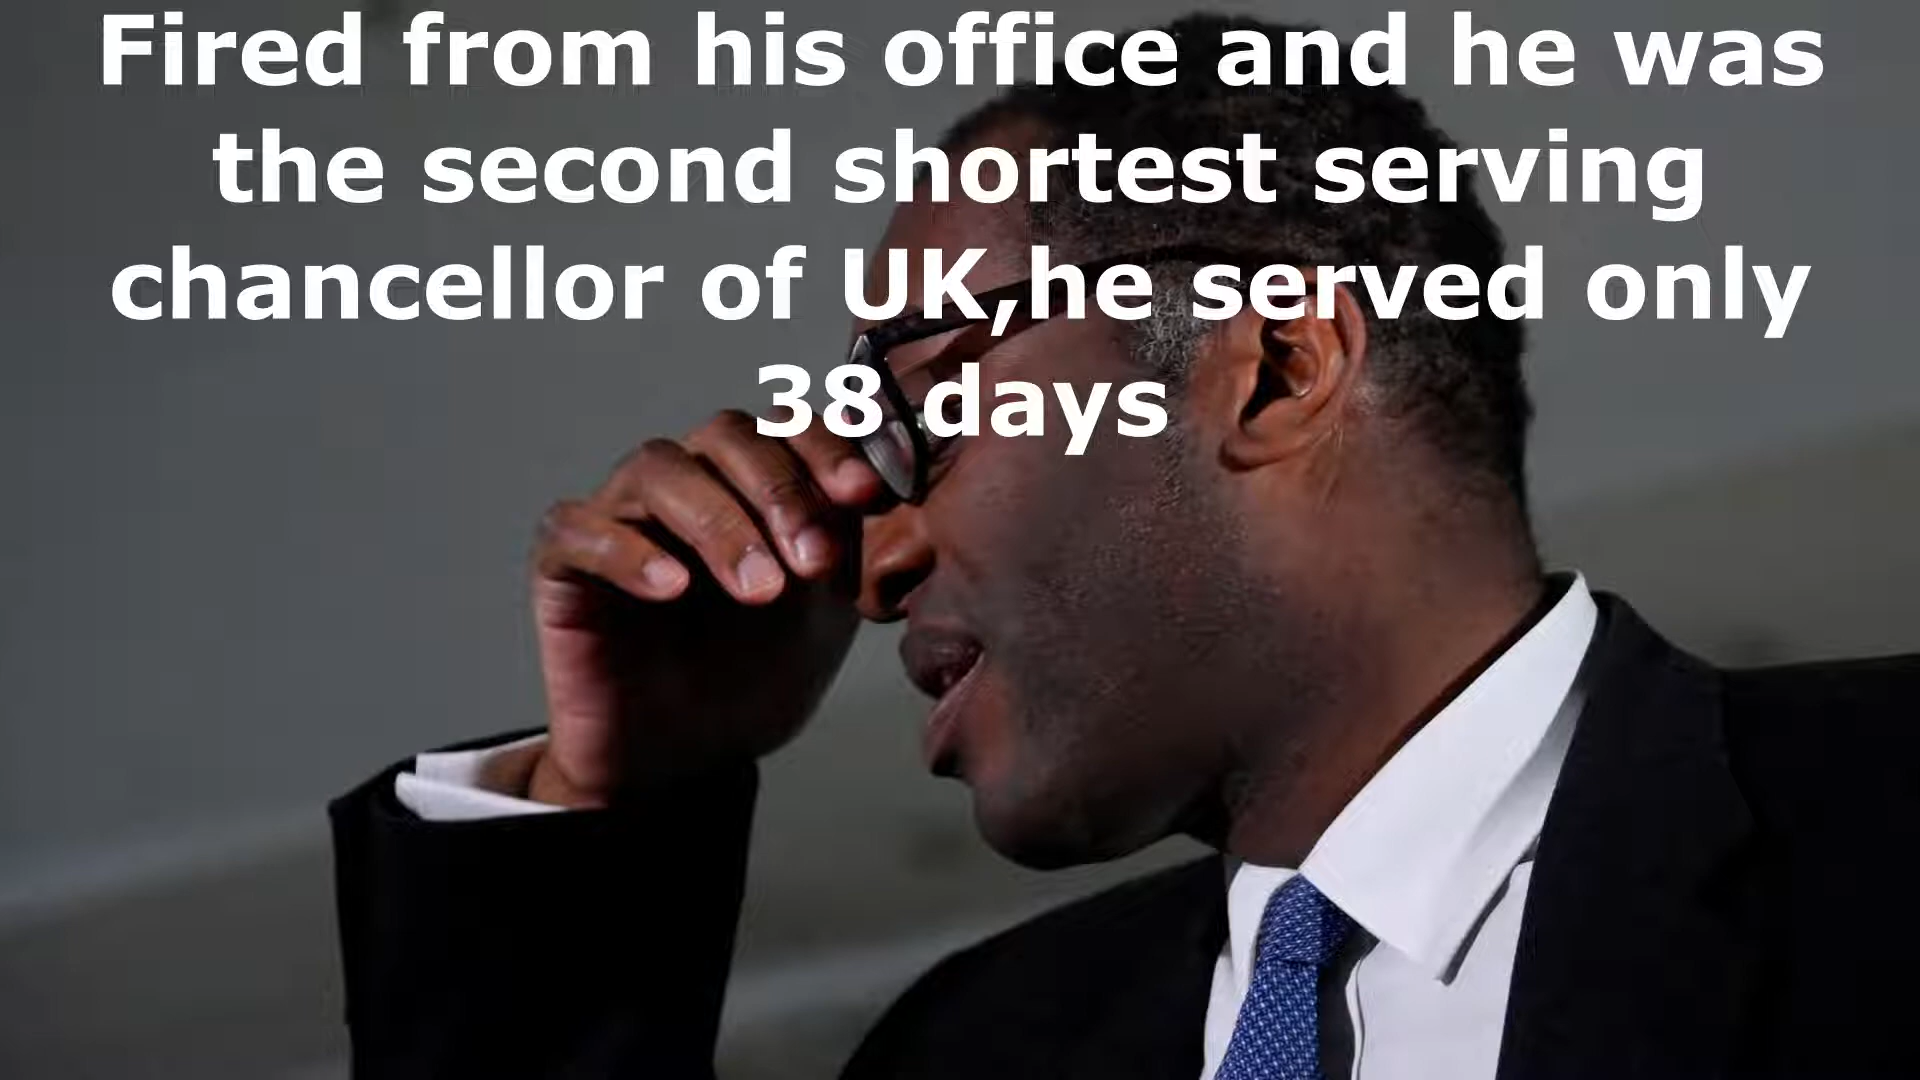 Fired from his office and he was
the second shortest serving
chancellor of UK,he served only
38 days